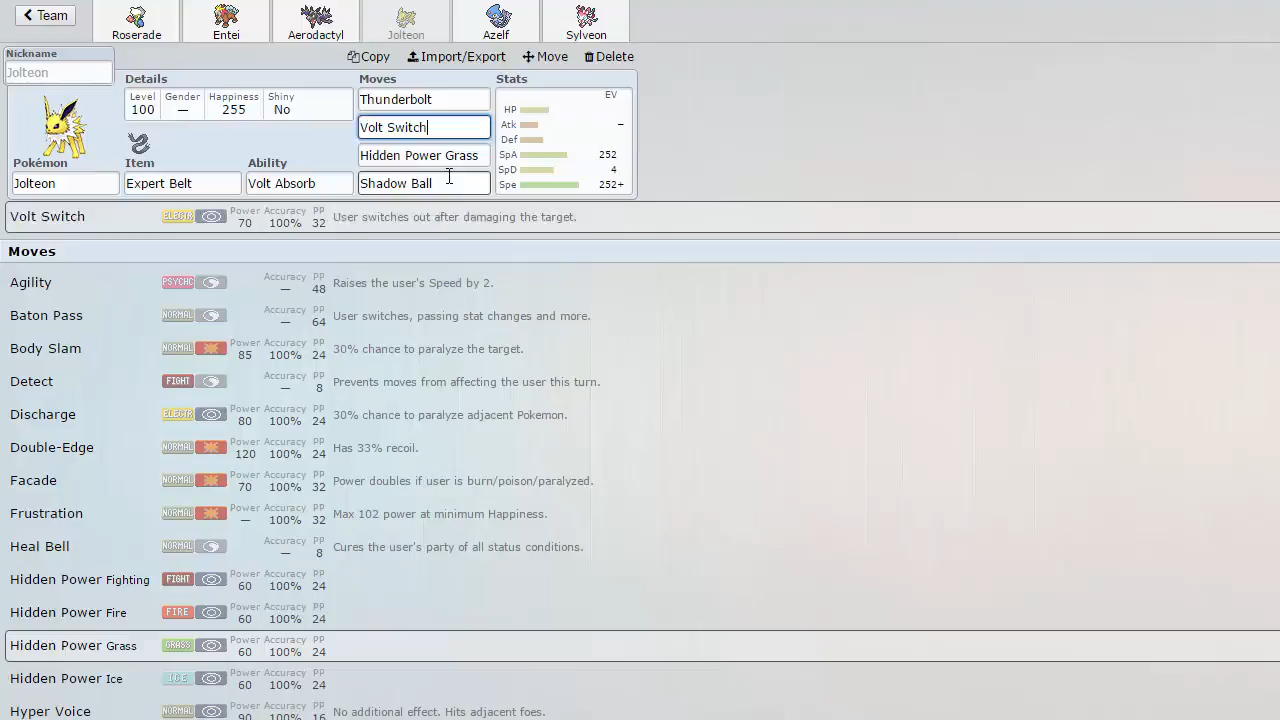 Team
Roserade Entei Aerodactyl Jolteon Azelf Sylveon
Nickname
Jolteon
Copy Import/Export Move Delete
Details Moves Stats
Level Gender Happiness Shiny
100 — 255 No
Thunderbolt
Volt Switch
Hidden Power Grass
Shadow Ball
EV
HP
Atk –
Def
SpA 252
SpD 4
Spe 252+
Pokémon Item Ability
Jolteon Expert Belt Volt Absorb
Volt Switch ELECTR Power 70 Accuracy 100% PP 32 User switches out after damaging the target.
Moves
Agility PSYCHC Accuracy — PP 48 Raises the user's Speed by 2.
Baton Pass NORMAL Accuracy — PP 64 User switches, passing stat changes and more.
Body Slam NORMAL Power 85 Accuracy 100% PP 24 30% chance to paralyze the target.
Detect FIGHT Accuracy — PP 8 Prevents moves from affecting the user this turn.
Discharge ELECTR Power 80 Accuracy 100% PP 24 30% chance to paralyze adjacent Pokemon.
Double-Edge NORMAL Power 120 Accuracy 100% PP 24 Has 33% recoil.
Facade NORMAL Power 70 Accuracy 100% PP 32 Power doubles if user is burn/poison/paralyzed.
Frustration NORMAL Power — Accuracy 100% PP 32 Max 102 power at minimum Happiness.
Heal Bell NORMAL Accuracy — PP 8 Cures the user's party of all status conditions.
Hidden Power Fighting FIGHT Power 60 Accuracy 100% PP 24
Hidden Power Fire FIRE Power 60 Accuracy 100% PP 24
Hidden Power Grass GRASS Power 60 Accuracy 100% PP 24
Hidden Power Ice ICE Power 60 Accuracy 100% PP 24
Hyper Voice NORMAL Power 90 Accuracy 100% PP 16 No additional effect. Hits adjacent foes.